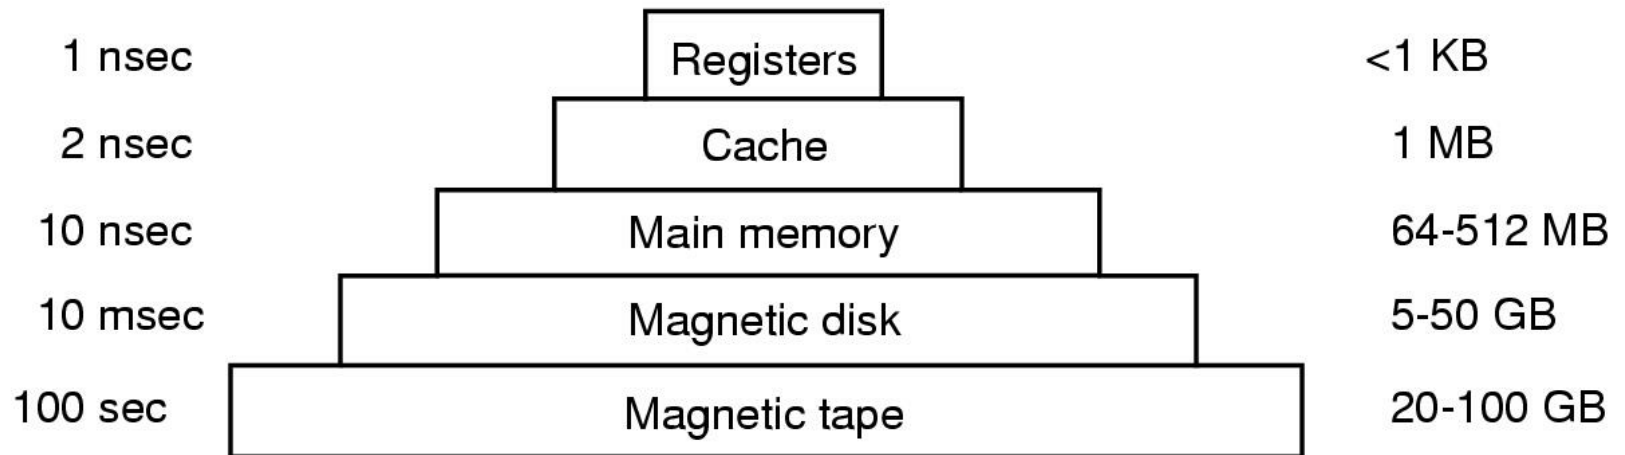 1 nsec Registers <1 KB
2 nsec Cache 1 MB
10 nsec Main memory 64-512 MB
10 msec Magnetic disk 5-50 GB
100 sec Magnetic tape 20-100 GB